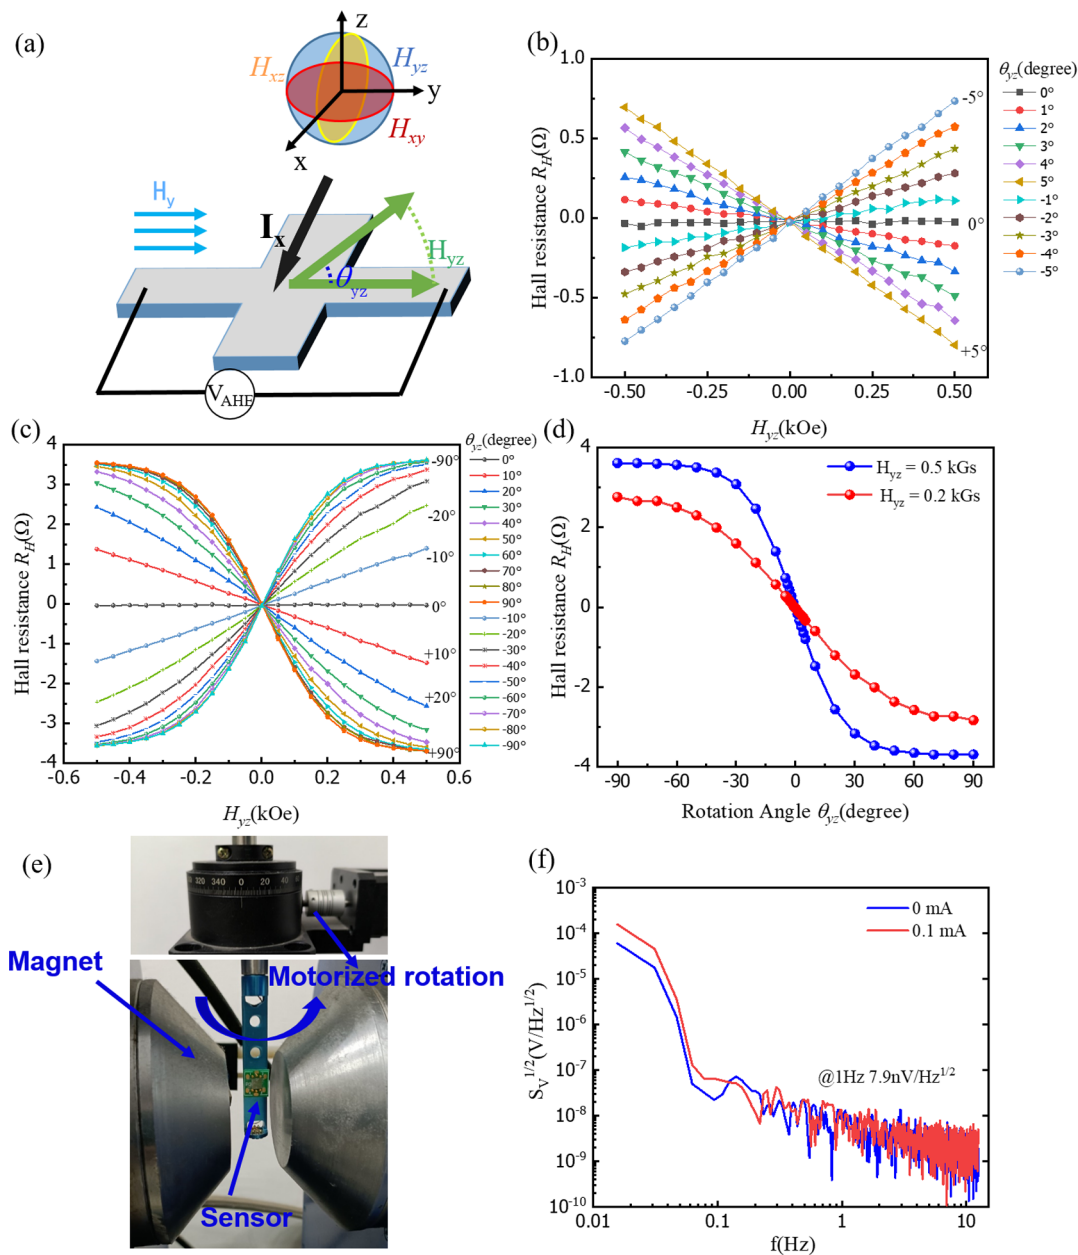 (a)
z
H_xz
H_yz
y
H_xy
x
H_y
I_x
H_yz
θ_yz
V_AHE
(b)
Hall resistance R_H(Ω)
1.0
0.5
0.0
-0.5
-1.0
-0.50 -0.25 0.00 0.25 0.50
H_yz(kOe)
-5°
0°
+5°
θ_yz(degree)
0°
1°
2°
3°
4°
5°
-1°
-2°
-3°
-4°
-5°
(c)
Hall resistance R_H(Ω)
4
3
2
1
0
-1
-2
-3
-4
-0.6 -0.4 -0.2 0.0 0.2 0.4 0.6
H_yz(kOe)
-90°
-20°
-10°
0°
+10°
+20°
+90°
θ_yz(degree)
0°
10°
20°
30°
40°
50°
60°
70°
80°
90°
-10°
-20°
-30°
-40°
-50°
-60°
-70°
-80°
-90°
(d)
Hall resistance R_H(Ω)
4
2
0
-2
-4
-90 -60 -30 0 30 60 90
Rotation Angle θ_yz(degree)
H_yz = 0.5 kGs
H_yz = 0.2 kGs
(e)
320 340 0 20 40
Magnet
Motorized rotation
Sensor
(f)
S_V^1/2(V/Hz^1/2)
10^-3
10^-4
10^-5
10^-6
10^-7
10^-8
10^-9
10^-10
0.01 0.1 1 10
f(Hz)
0 mA
0.1 mA
@1Hz 7.9nV/Hz^1/2